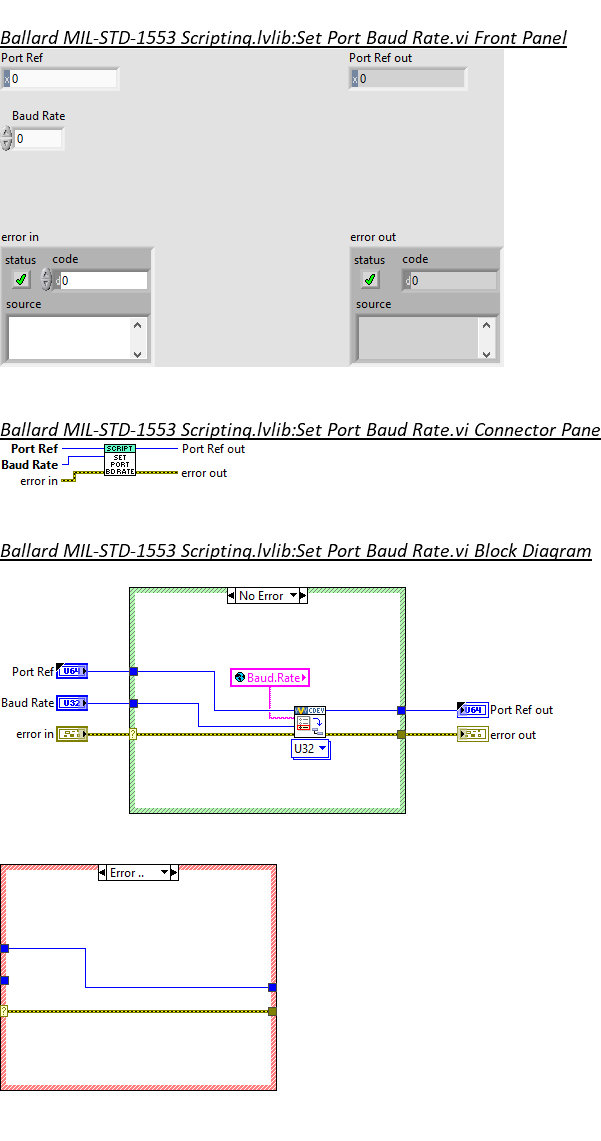 Ballard MIL-STD-1553 Scripting.lvlib:Set Port Baud Rate.vi Front Panel
Port Ref
Port Ref out
x 0
x 0
Baud Rate
0
error in
error out
status code
status code
d 0
d 0
source
source
Ballard MIL-STD-1553 Scripting.lvlib:Set Port Baud Rate.vi Connector Pane
Port Ref
Baud Rate
error in
SCRIPT
SET
PORT
BDRATE
Port Ref out
error out
Ballard MIL-STD-1553 Scripting.lvlib:Set Port Baud Rate.vi Block Diagram
No Error
Port Ref U64
Baud.Rate
Baud Rate U32
CDEV
U64 Port Ref out
error in
?
error out
U32
Error ..
?